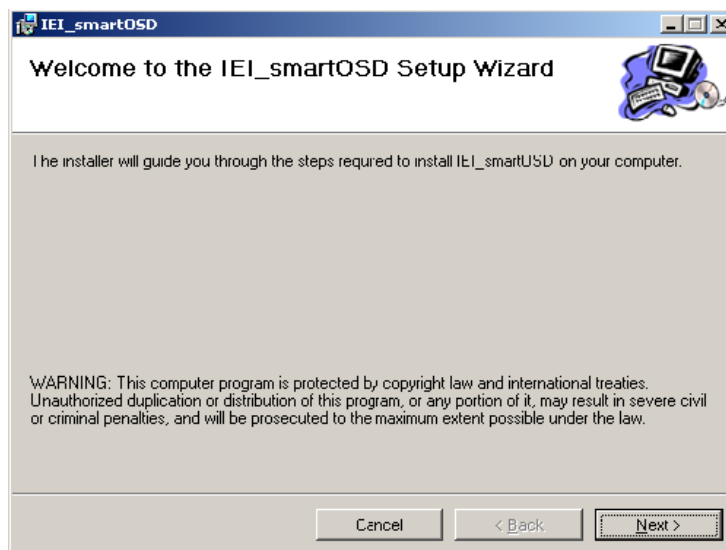 IEI_smartOSD
Welcome to the IEI_smartOSD Setup Wizard
The installer will guide you through the steps required to install IEI_smartOSD on your computer.
WARNING: This computer program is protected by copyright law and international treaties.
Unauthorized duplication or distribution of this program, or any portion of it, may result in severe civil
or criminal penalties, and will be prosecuted to the maximum extent possible under the law.
Cancel
< Back
Next >